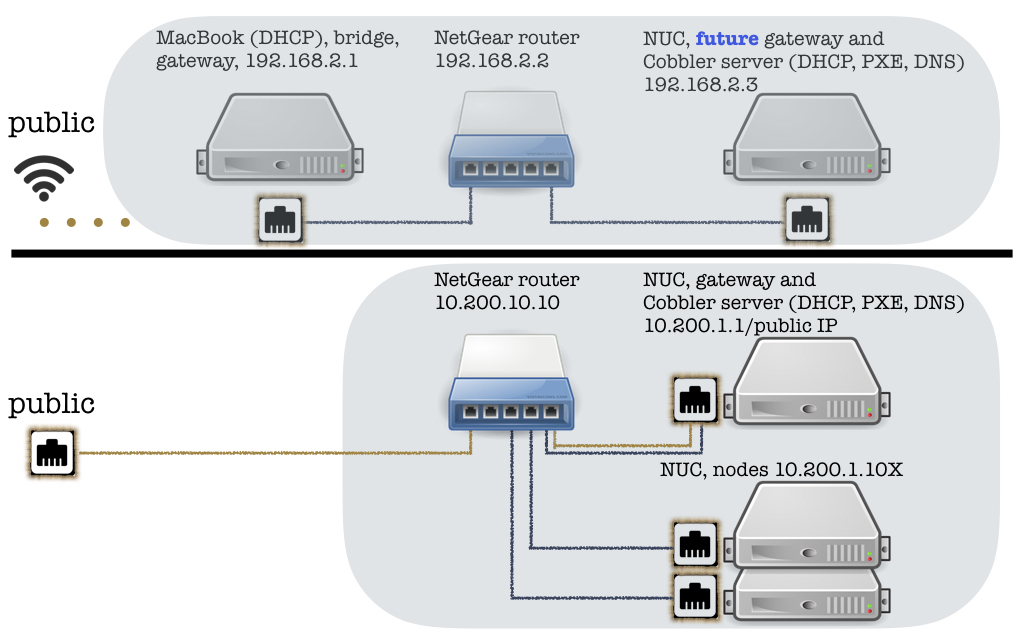 MacBook (DHCP), bridge,
gateway, 192.168.2.1
NetGear router
192.168.2.2
NUC, future gateway and
Cobbler server (DHCP, PXE, DNS)
192.168.2.3
public
NetGear router
10.200.10.10
NUC, gateway and
Cobbler server (DHCP, PXE, DNS)
10.200.1.1/public IP
public
NUC, nodes 10.200.1.10X